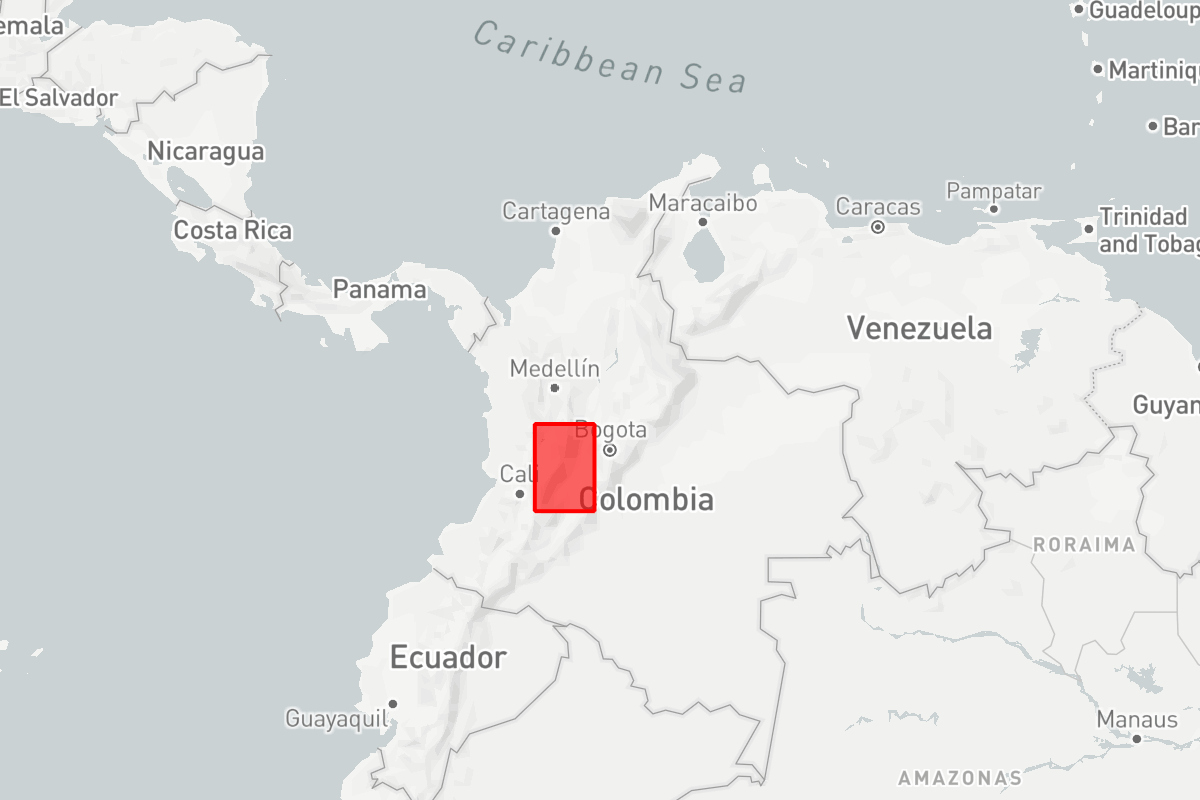 emala
Guadeloup
Caribbean Sea
Martiniqu
El Salvador
Bar
Nicaragua
Pampatar
Maracaibo
Caracas
Cartagena
Trinidad
and Tobag
Costa Rica
Panama
Venezuela
Medellín
Guyan
Bogota
Cali
Colombia
RORAIMA
Ecuador
Guayaquil
Manaus
AMAZONAS